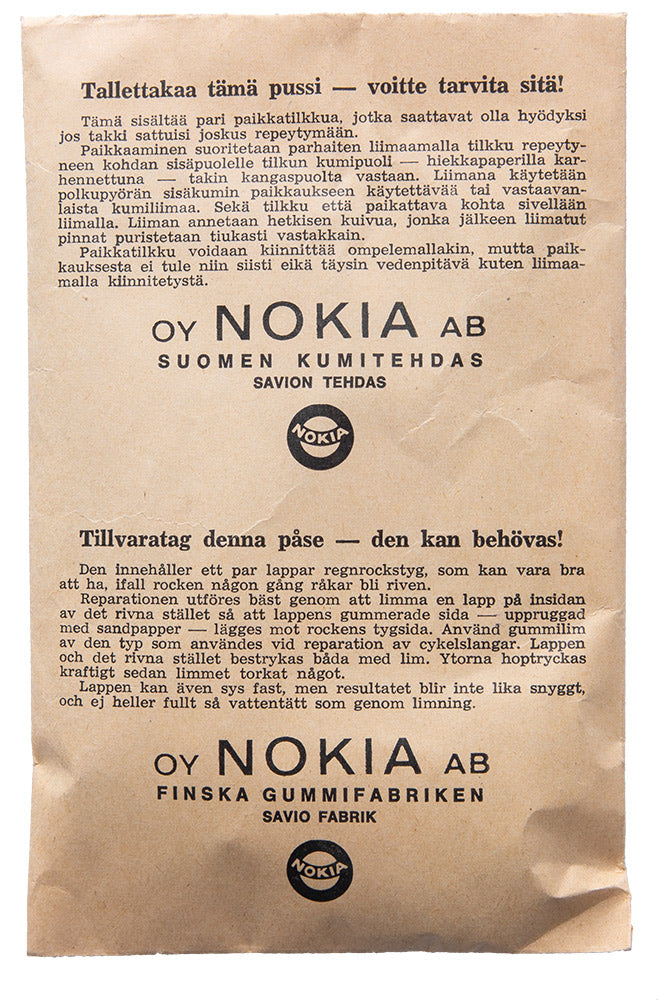 Tallettakaa tämä pussi — voitte tarvita sitä!
Tämä sisältää pari paikkatilkkua, jotka saattavat olla hyödyksi
jos takki sattuisi joskus repeytymään.
Paikkaaminen suoritetaan parhaiten liimaamalla tilkku repeyty-
neen kohdan sisäpuolelle tilkun kumipuoli — hiekkapaperilla kar-
hennettuna — takin kangaspuolta vastaan. Liimana käytetään
polkupyörän sisäkumin paikkaukseen käytettävää tai vastaavan-
laista kumiliimaa. Sekä tilkku että paikattava kohta sivellään
liimalla. Liiman annetaan hetkisen kuivua, jonka jälkeen liimatut
pinnat puristetaan tiukasti vastakkain.
Paikkatilkku voidaan kiinnittää ompelemallakin, mutta paik-
kauksesta ei tule niin siisti eikä täysin vedenpitävä kuten liimaa-
malla kiinnitetystä.
OY NOKIA AB
SUOMEN KUMITEHDAS
SAVION TEHDAS
NOKIA
Tillvaratag denna påse — den kan behövas!
Den innehåller ett par lappar regnrockstyg, som kan vara bra
att ha, ifall rocken någon gång råkar bli riven.
Reparationen utföres bäst genom att limma en lapp på insidan
av det rivna stället så att lappens gummerade sida — uppruggad
med sandpapper — lägges mot rockens tygsida. Använd gummilim
av den typ som användes vid reparation av cykelslangar. Lappen
och det rivna stället bestrykas båda med lim. Ytorna hoptryckas
kraftigt sedan limmet torkat något.
Lappen kan även sys fast, men resultatet blir inte lika snyggt,
och ej heller fullt så vattentätt som genom limning.
OY NOKIA AB
FINSKA GUMMIFABRIKEN
SAVIO FABRIK
NOKIA